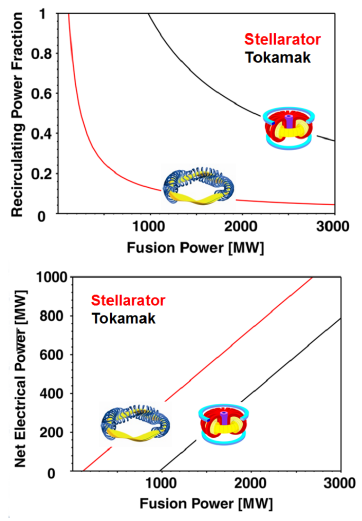 1
0.8
0.6
0.4
0.2
0
Recirculating Power Fraction
Stellarator
Tokamak
1000
2000
3000
Fusion Power [MW]
1000
800
600
400
200
0
Net Electrical Power [MW]
Stellarator
Tokamak
0
1000
2000
3000
Fusion Power [MW]